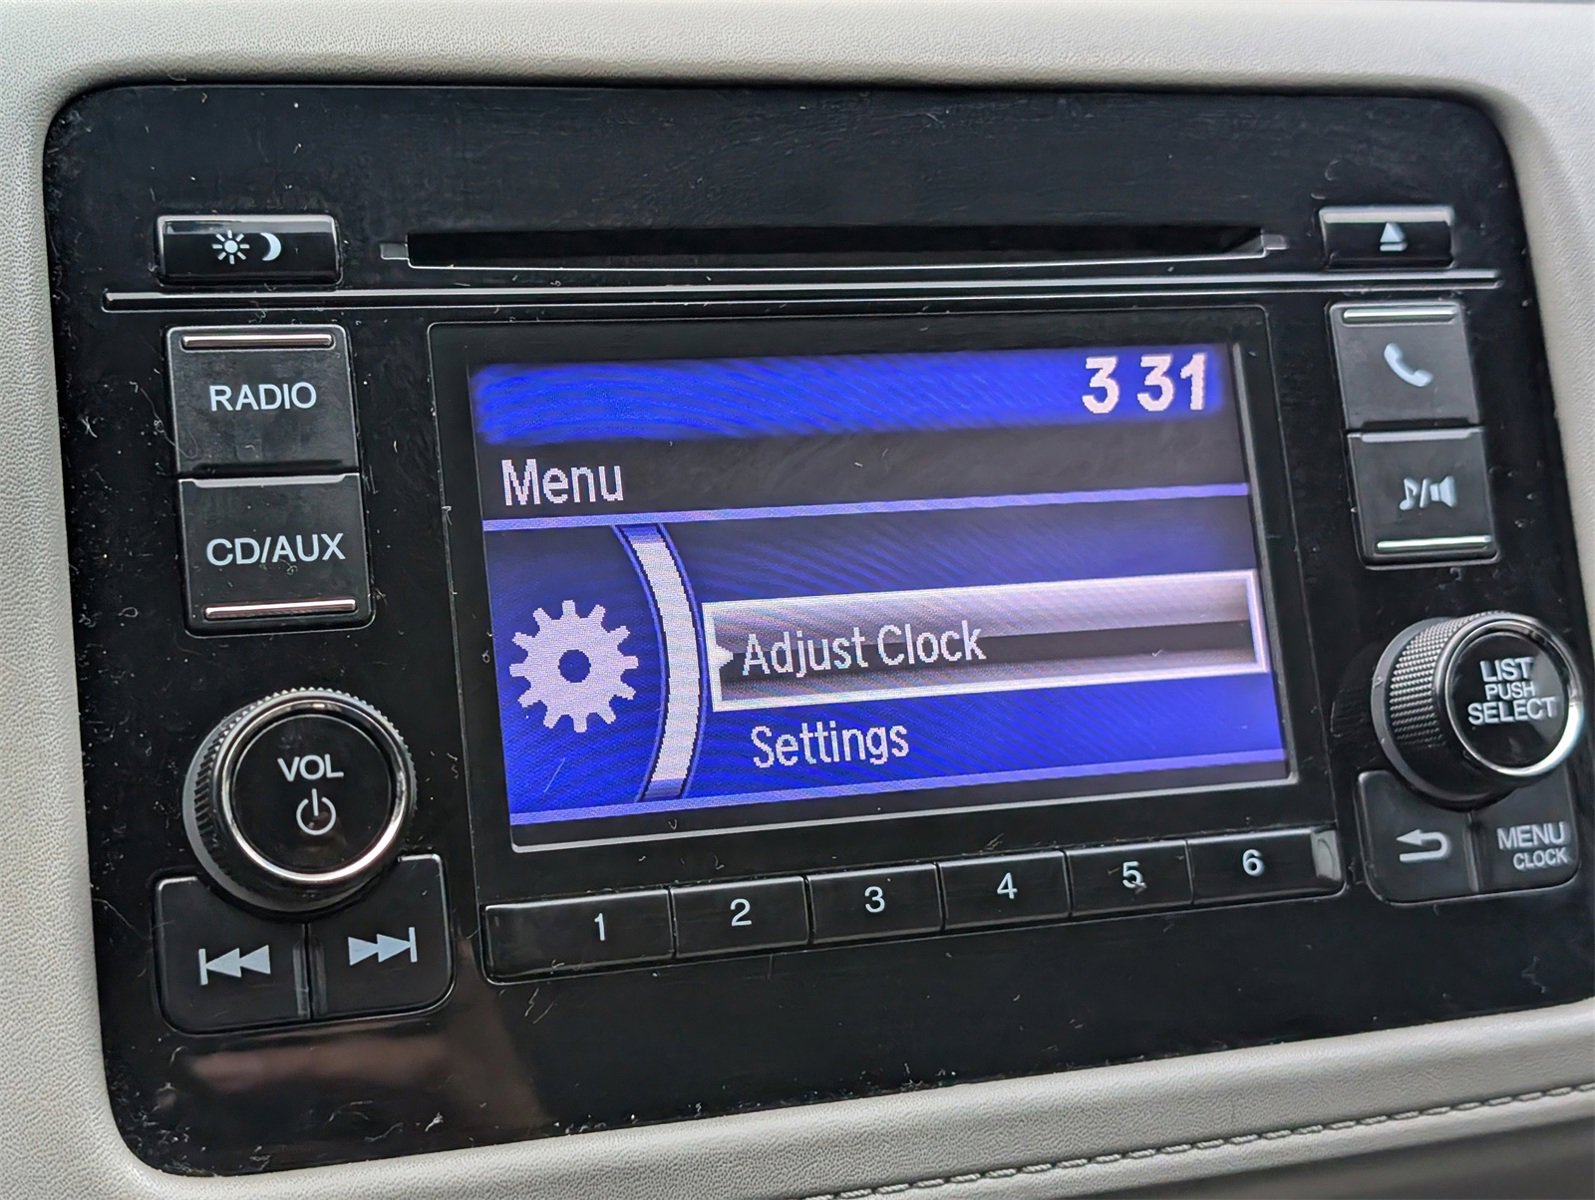 RADIO
CD/AUX
VOL
3 31
Menu
Adjust Clock
Settings
LIST
PUSH
SELECT
MENU
CLOCK
1 2 3 4 5 6